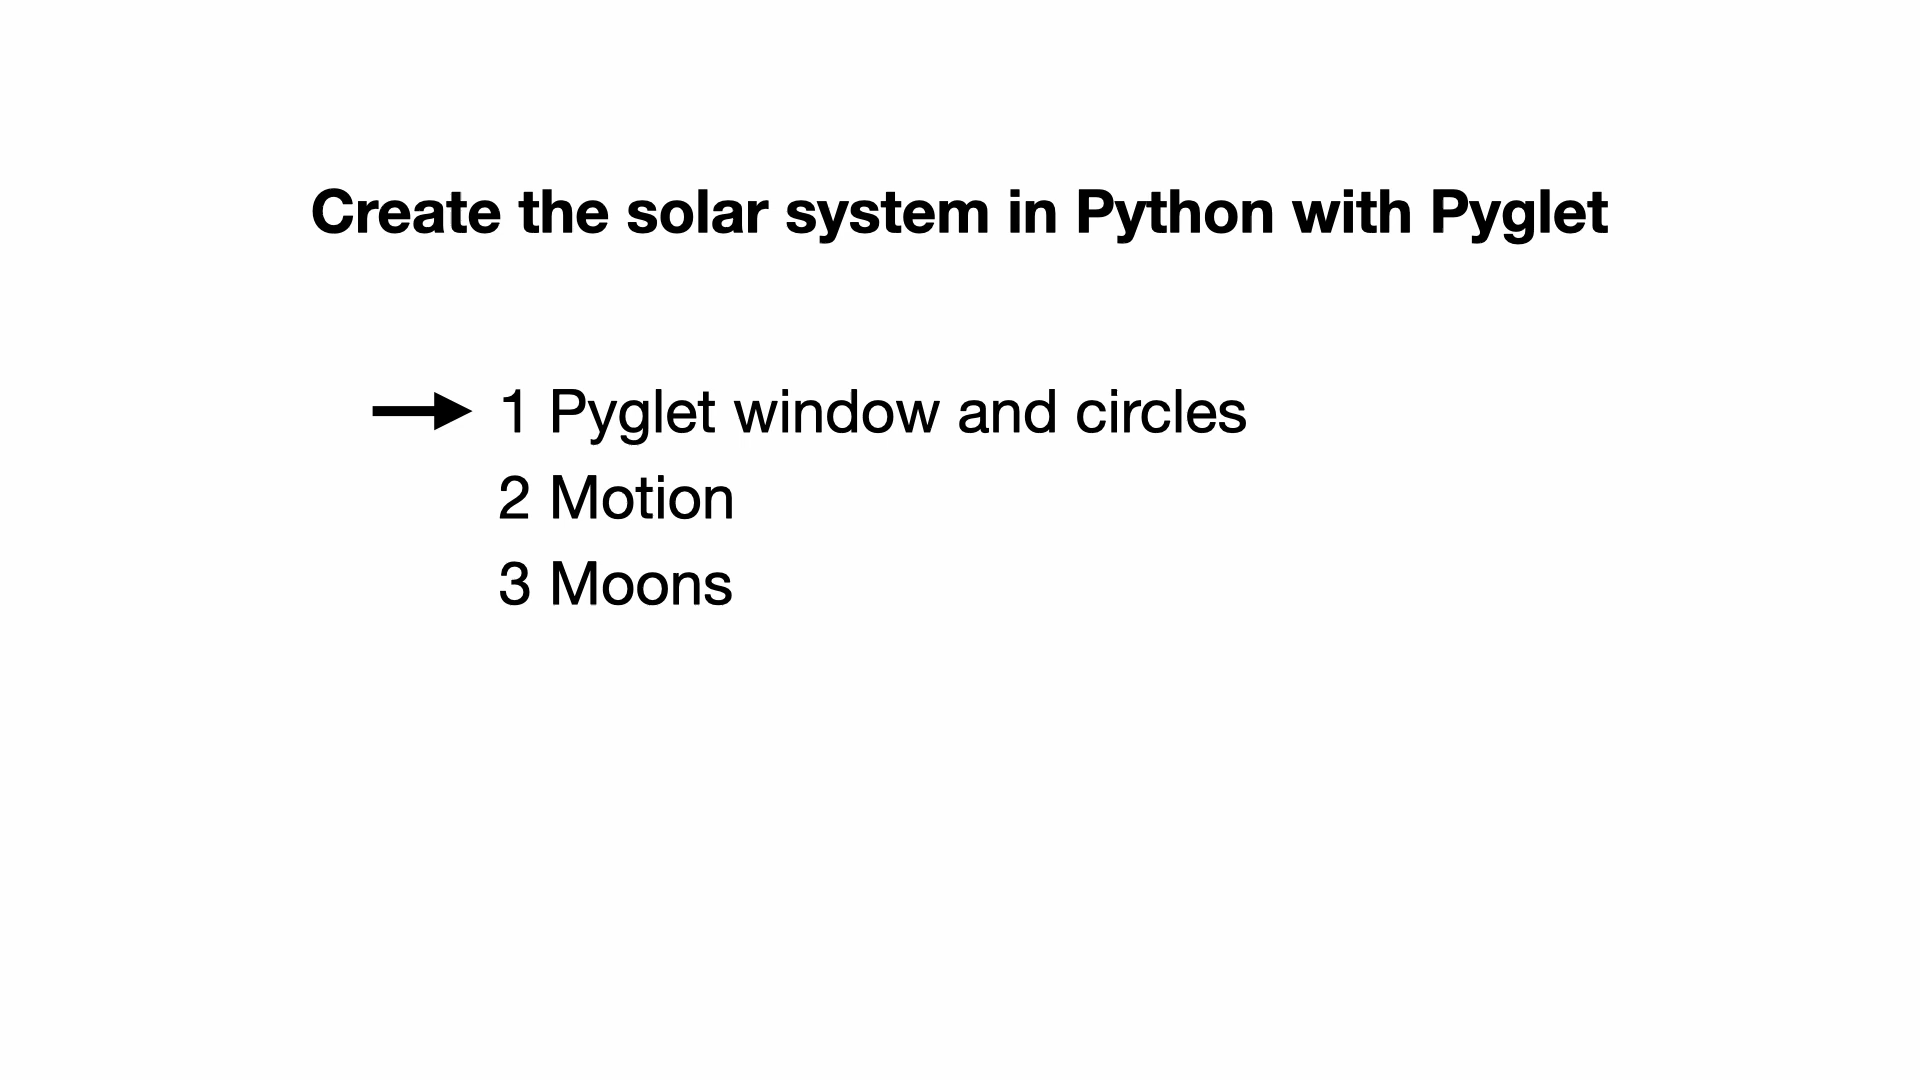 Create the solar system in Python with Pyglet
1 Pyglet window and circles
2 Motion
3 Moons